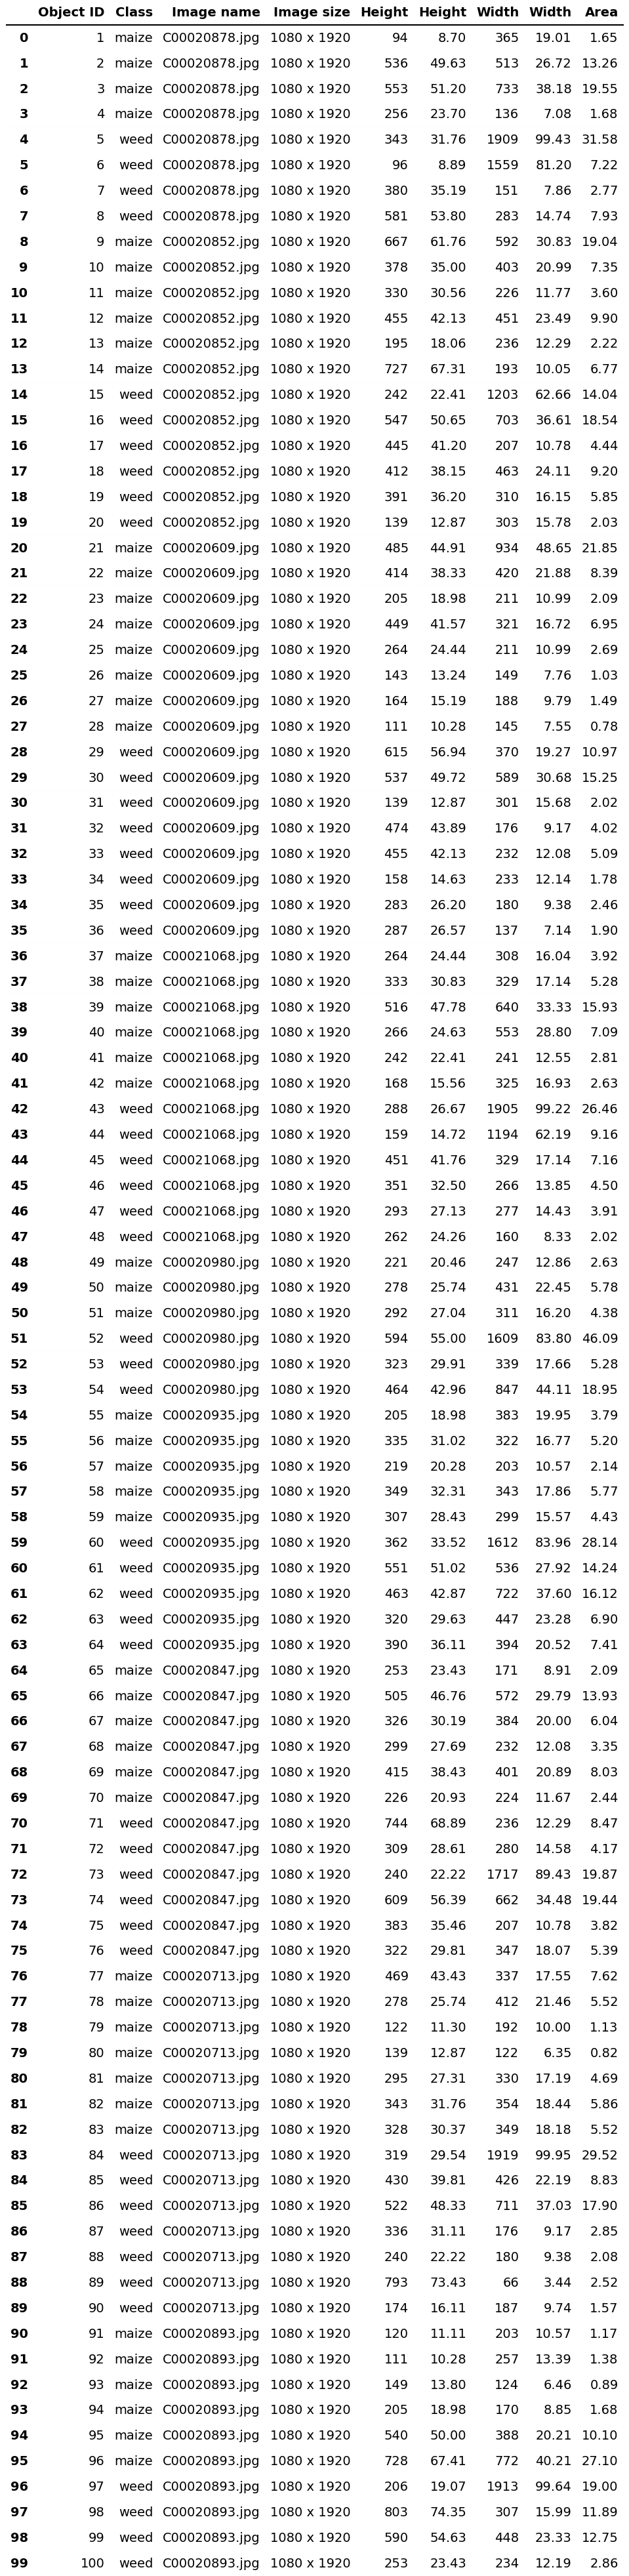 Object ID Class Image name Image size Height Height Width Width Area
0 1 maize C00020878.jpg 1080 x 1920 94 8.70 365 19.01 1.65
1 2 maize C00020878.jpg 1080 x 1920 536 49.63 513 26.72 13.26
2 3 maize C00020878.jpg 1080 x 1920 553 51.20 733 38.18 19.55
3 4 maize C00020878.jpg 1080 x 1920 256 23.70 136 7.08 1.68
4 5 weed C00020878.jpg 1080 x 1920 343 31.76 1909 99.43 31.58
5 6 weed C00020878.jpg 1080 x 1920 96 8.89 1559 81.20 7.22
6 7 weed C00020878.jpg 1080 x 1920 380 35.19 151 7.86 2.77
7 8 weed C00020878.jpg 1080 x 1920 581 53.80 283 14.74 7.93
8 9 maize C00020852.jpg 1080 x 1920 667 61.76 592 30.83 19.04
9 10 maize C00020852.jpg 1080 x 1920 378 35.00 403 20.99 7.35
10 11 maize C00020852.jpg 1080 x 1920 330 30.56 226 11.77 3.60
11 12 maize C00020852.jpg 1080 x 1920 455 42.13 451 23.49 9.90
12 13 maize C00020852.jpg 1080 x 1920 195 18.06 236 12.29 2.22
13 14 maize C00020852.jpg 1080 x 1920 727 67.31 193 10.05 6.77
14 15 weed C00020852.jpg 1080 x 1920 242 22.41 1203 62.66 14.04
15 16 weed C00020852.jpg 1080 x 1920 547 50.65 703 36.61 18.54
16 17 weed C00020852.jpg 1080 x 1920 445 41.20 207 10.78 4.44
17 18 weed C00020852.jpg 1080 x 1920 412 38.15 463 24.11 9.20
18 19 weed C00020852.jpg 1080 x 1920 391 36.20 310 16.15 5.85
19 20 weed C00020852.jpg 1080 x 1920 139 12.87 303 15.78 2.03
20 21 maize C00020609.jpg 1080 x 1920 485 44.91 934 48.65 21.85
21 22 maize C00020609.jpg 1080 x 1920 414 38.33 420 21.88 8.39
22 23 maize C00020609.jpg 1080 x 1920 205 18.98 211 10.99 2.09
23 24 maize C00020609.jpg 1080 x 1920 449 41.57 321 16.72 6.95
24 25 maize C00020609.jpg 1080 x 1920 264 24.44 211 10.99 2.69
25 26 maize C00020609.jpg 1080 x 1920 143 13.24 149 7.76 1.03
26 27 maize C00020609.jpg 1080 x 1920 164 15.19 188 9.79 1.49
27 28 maize C00020609.jpg 1080 x 1920 111 10.28 145 7.55 0.78
28 29 weed C00020609.jpg 1080 x 1920 615 56.94 370 19.27 10.97
29 30 weed C00020609.jpg 1080 x 1920 537 49.72 589 30.68 15.25
30 31 weed C00020609.jpg 1080 x 1920 139 12.87 301 15.68 2.02
31 32 weed C00020609.jpg 1080 x 1920 474 43.89 176 9.17 4.02
32 33 weed C00020609.jpg 1080 x 1920 455 42.13 232 12.08 5.09
33 34 weed C00020609.jpg 1080 x 1920 158 14.63 233 12.14 1.78
34 35 weed C00020609.jpg 1080 x 1920 283 26.20 180 9.38 2.46
35 36 weed C00020609.jpg 1080 x 1920 287 26.57 137 7.14 1.90
36 37 maize C00021068.jpg 1080 x 1920 264 24.44 308 16.04 3.92
37 38 maize C00021068.jpg 1080 x 1920 333 30.83 329 17.14 5.28
38 39 maize C00021068.jpg 1080 x 1920 516 47.78 640 33.33 15.93
39 40 maize C00021068.jpg 1080 x 1920 266 24.63 553 28.80 7.09
40 41 maize C00021068.jpg 1080 x 1920 242 22.41 241 12.55 2.81
41 42 maize C00021068.jpg 1080 x 1920 168 15.56 325 16.93 2.63
42 43 weed C00021068.jpg 1080 x 1920 288 26.67 1905 99.22 26.46
43 44 weed C00021068.jpg 1080 x 1920 159 14.72 1194 62.19 9.16
44 45 weed C00021068.jpg 1080 x 1920 451 41.76 329 17.14 7.16
45 46 weed C00021068.jpg 1080 x 1920 351 32.50 266 13.85 4.50
46 47 weed C00021068.jpg 1080 x 1920 293 27.13 277 14.43 3.91
47 48 weed C00021068.jpg 1080 x 1920 262 24.26 160 8.33 2.02
48 49 maize C00020980.jpg 1080 x 1920 221 20.46 247 12.86 2.63
49 50 maize C00020980.jpg 1080 x 1920 278 25.74 431 22.45 5.78
50 51 maize C00020980.jpg 1080 x 1920 292 27.04 311 16.20 4.38
51 52 weed C00020980.jpg 1080 x 1920 594 55.00 1609 83.80 46.09
52 53 weed C00020980.jpg 1080 x 1920 323 29.91 339 17.66 5.28
53 54 weed C00020980.jpg 1080 x 1920 464 42.96 847 44.11 18.95
54 55 maize C00020935.jpg 1080 x 1920 205 18.98 383 19.95 3.79
55 56 maize C00020935.jpg 1080 x 1920 335 31.02 322 16.77 5.20
56 57 maize C00020935.jpg 1080 x 1920 219 20.28 203 10.57 2.14
57 58 maize C00020935.jpg 1080 x 1920 349 32.31 343 17.86 5.77
58 59 maize C00020935.jpg 1080 x 1920 307 28.43 299 15.57 4.43
59 60 weed C00020935.jpg 1080 x 1920 362 33.52 1612 83.96 28.14
60 61 weed C00020935.jpg 1080 x 1920 551 51.02 536 27.92 14.24
61 62 weed C00020935.jpg 1080 x 1920 463 42.87 722 37.60 16.12
62 63 weed C00020935.jpg 1080 x 1920 320 29.63 447 23.28 6.90
63 64 weed C00020935.jpg 1080 x 1920 390 36.11 394 20.52 7.41
64 65 maize C00020847.jpg 1080 x 1920 253 23.43 171 8.91 2.09
65 66 maize C00020847.jpg 1080 x 1920 505 46.76 572 29.79 13.93
66 67 maize C00020847.jpg 1080 x 1920 326 30.19 384 20.00 6.04
67 68 maize C00020847.jpg 1080 x 1920 299 27.69 232 12.08 3.35
68 69 maize C00020847.jpg 1080 x 1920 415 38.43 401 20.89 8.03
69 70 maize C00020847.jpg 1080 x 1920 226 20.93 224 11.67 2.44
70 71 weed C00020847.jpg 1080 x 1920 744 68.89 236 12.29 8.47
71 72 weed C00020847.jpg 1080 x 1920 309 28.61 280 14.58 4.17
72 73 weed C00020847.jpg 1080 x 1920 240 22.22 1717 89.43 19.87
73 74 weed C00020847.jpg 1080 x 1920 609 56.39 662 34.48 19.44
74 75 weed C00020847.jpg 1080 x 1920 383 35.46 207 10.78 3.82
75 76 weed C00020847.jpg 1080 x 1920 322 29.81 347 18.07 5.39
76 77 maize C00020713.jpg 1080 x 1920 469 43.43 337 17.55 7.62
77 78 maize C00020713.jpg 1080 x 1920 278 25.74 412 21.46 5.52
78 79 maize C00020713.jpg 1080 x 1920 122 11.30 192 10.00 1.13
79 80 maize C00020713.jpg 1080 x 1920 139 12.87 122 6.35 0.82
80 81 maize C00020713.jpg 1080 x 1920 295 27.31 330 17.19 4.69
81 82 maize C00020713.jpg 1080 x 1920 343 31.76 354 18.44 5.86
82 83 maize C00020713.jpg 1080 x 1920 328 30.37 349 18.18 5.52
83 84 weed C00020713.jpg 1080 x 1920 319 29.54 1919 99.95 29.52
84 85 weed C00020713.jpg 1080 x 1920 430 39.81 426 22.19 8.83
85 86 weed C00020713.jpg 1080 x 1920 522 48.33 711 37.03 17.90
86 87 weed C00020713.jpg 1080 x 1920 336 31.11 176 9.17 2.85
87 88 weed C00020713.jpg 1080 x 1920 240 22.22 180 9.38 2.08
88 89 weed C00020713.jpg 1080 x 1920 793 73.43 66 3.44 2.52
89 90 weed C00020713.jpg 1080 x 1920 174 16.11 187 9.74 1.57
90 91 maize C00020893.jpg 1080 x 1920 120 11.11 203 10.57 1.17
91 92 maize C00020893.jpg 1080 x 1920 111 10.28 257 13.39 1.38
92 93 maize C00020893.jpg 1080 x 1920 149 13.80 124 6.46 0.89
93 94 maize C00020893.jpg 1080 x 1920 205 18.98 170 8.85 1.68
94 95 maize C00020893.jpg 1080 x 1920 540 50.00 388 20.21 10.10
95 96 maize C00020893.jpg 1080 x 1920 728 67.41 772 40.21 27.10
96 97 weed C00020893.jpg 1080 x 1920 206 19.07 1913 99.64 19.00
97 98 weed C00020893.jpg 1080 x 1920 803 74.35 307 15.99 11.89
98 99 weed C00020893.jpg 1080 x 1920 590 54.63 448 23.33 12.75
99 100 weed C00020893.jpg 1080 x 1920 253 23.43 234 12.19 2.86